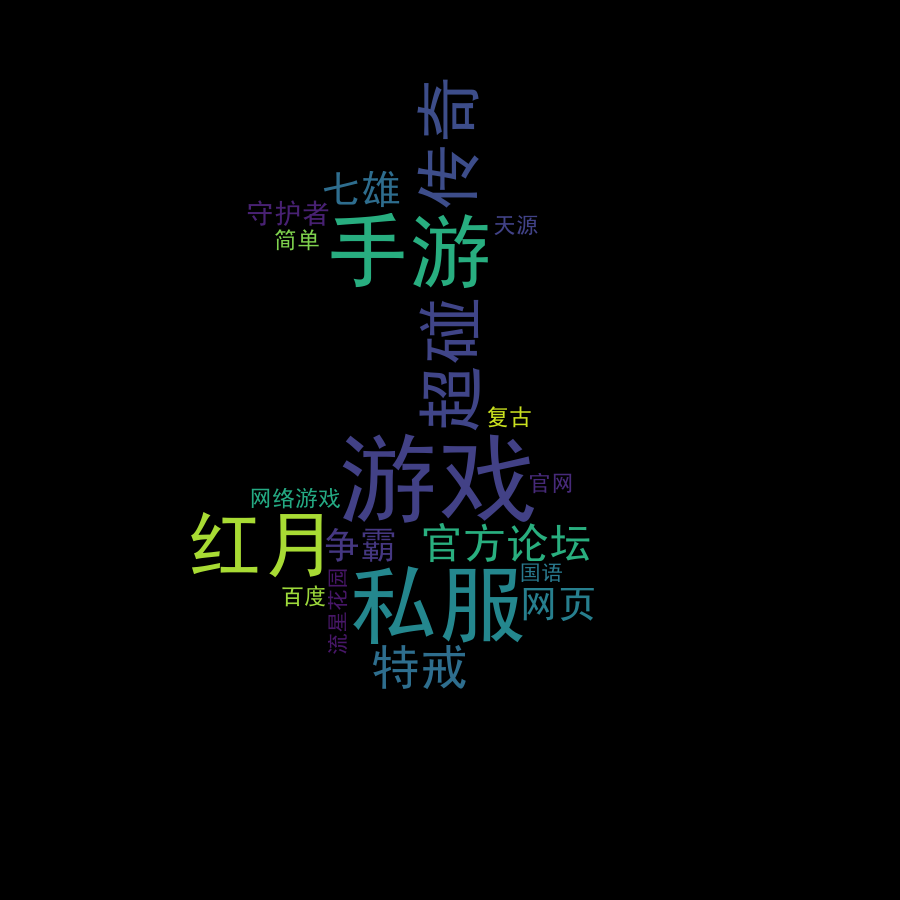 传奇
七雄
守护者
天源
简单
手游
超碰
复古
游戏
官网
网络游戏
红月
争霸
官方论坛
国语
百度
流星花园
私服
网页
特戒